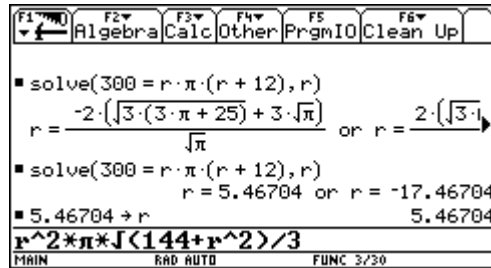 F1 F2 F3 F4 F5 F6
Algebra Calc Other PrgmIO Clean Up
▪ solve(300 = r·π·(r + 12), r)
r = -2·(√3·(3·π + 25) + 3·√π) / √π or r = 2·(√3·
▪ solve(300 = r·π·(r + 12), r)
r = 5.46704 or r = -17.46704
▪ 5.46704 → r 5.46704
r^2*π*√(144+r^2)/3
MAIN RAD AUTO FUNC 3/30